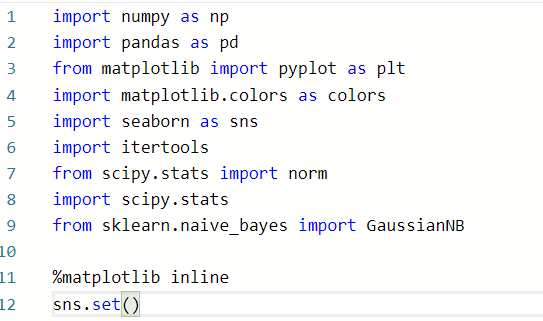 1 import numpy as np
2 import pandas as pd
3 from matplotlib import pyplot as plt
4 import matplotlib.colors as colors
5 import seaborn as sns
6 import itertools
7 from scipy.stats import norm
8 import scipy.stats
9 from sklearn.naive_bayes import GaussianNB
10
11 %matplotlib inline
12 sns.set()